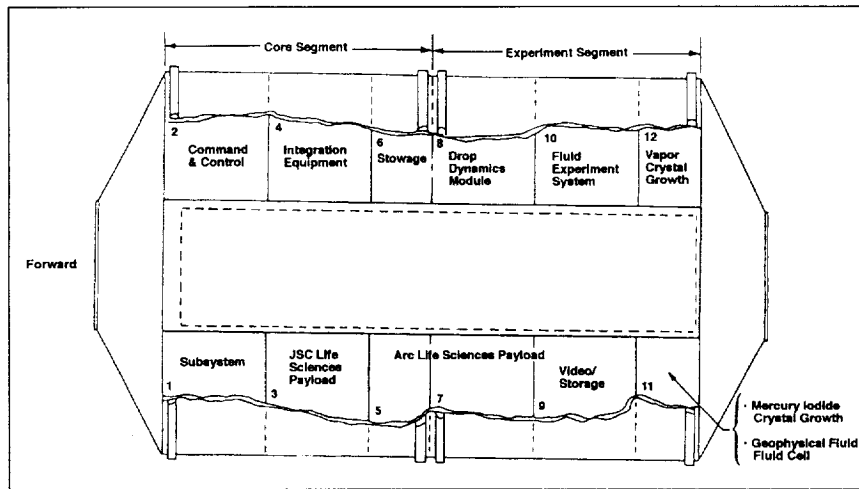 Core Segment
Experiment Segment
2
Command
& Control
4
Integration
Equipment
6
Stowage
8
Drop
Dynamics
Module
10
Fluid
Experiment
System
12
Vapor
Crystal
Growth
Forward
Subsystem
1
JSC Life
Sciences
Payload
3
Arc Life Sciences Payload
5
7
Video/
Storage
9
11
· Mercury Iodide
Crystal Growth
· Geophysical Fluid
Fluid Cell